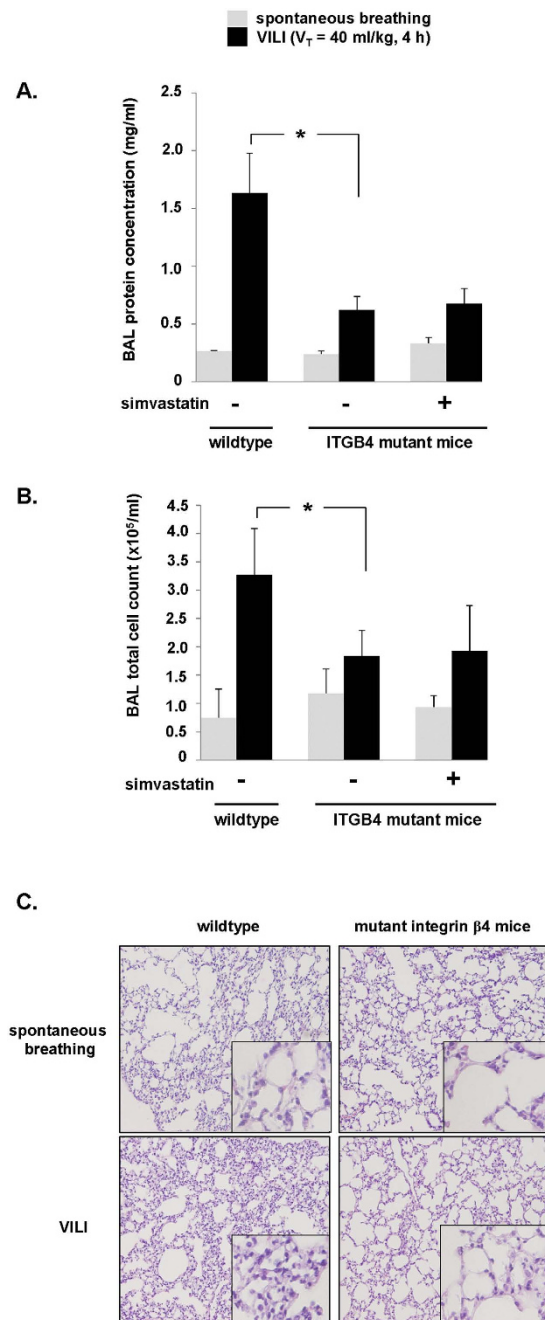 spontaneous breathing
VILI (V_T = 40 ml/kg, 4 h)
A.
BAL protein concentration (mg/ml)
2.5
2.0
1.5
1.0
0.5
0
*
simvastatin - - +
wildtype ITGB4 mutant mice
B.
BAL total cell count (x10⁵/ml)
4.5
3.0
3.5
3.0
2.5
2.0
1.5
1.0
0.5
0
*
simvastatin - - +
wildtype ITGB4 mutant mice
C.
wildtype mutant integrin β4 mice
spontaneous
breathing
VILI